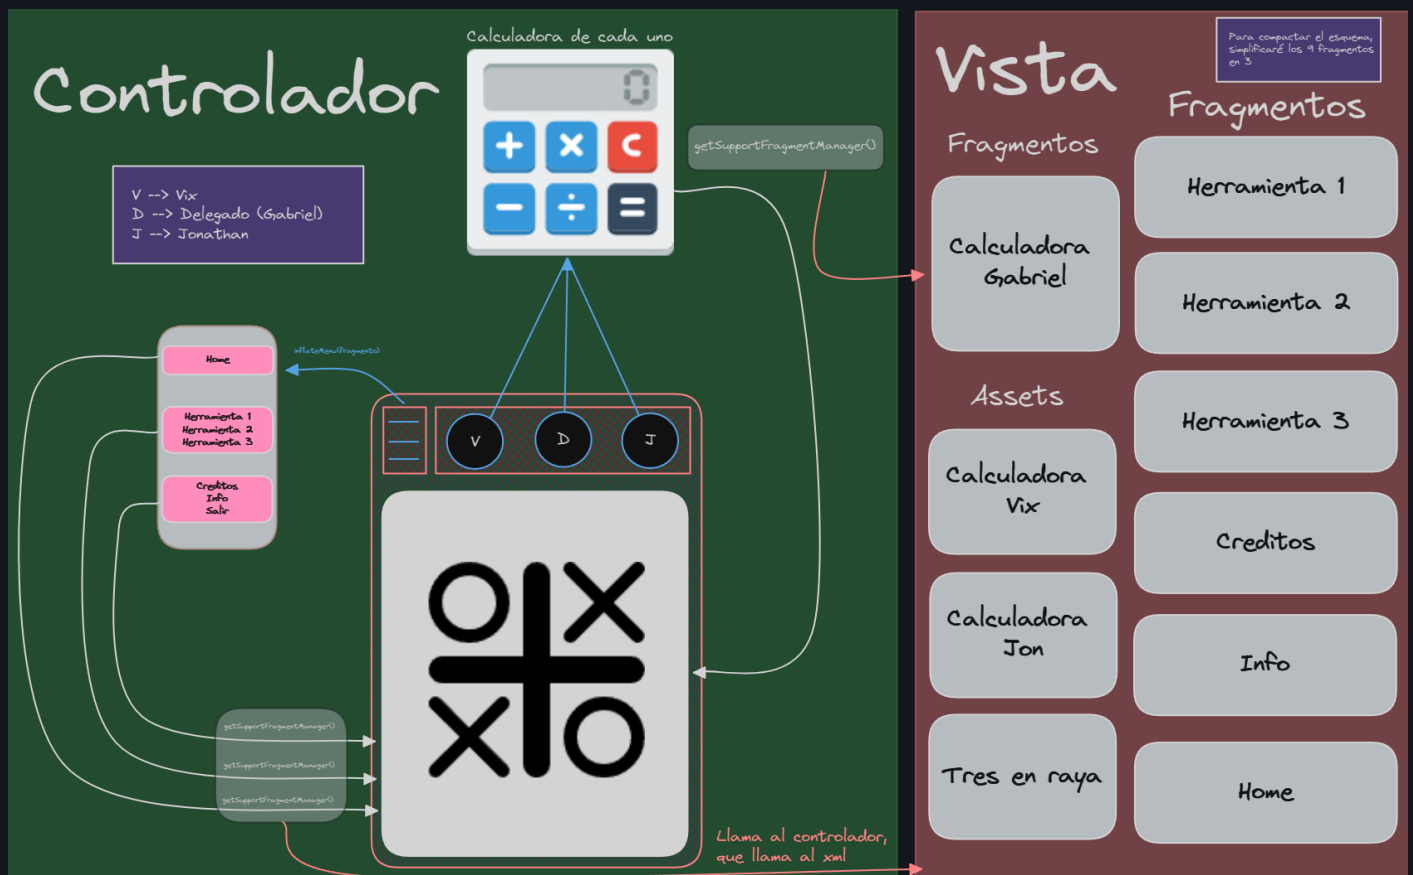 Controlador
V --> Vix
D --> Delegado (Gabriel)
J --> Jonathan
Calculadora de cada uno
0
+ × C
− ÷ =
getSupportFragmentManager()
Home
Herramienta 1
Herramienta 2
Herramienta 3
Creditos
Info
Salir
inflateMenu(fragmento)
V D J
getSupportFragmentManager()
getSupportFragmentManager()
getSupportFragmentManager()
Llama al controlador,
que llama al xml
Vista
Para compactar el esquema,
simplificaré los 9 fragmentos
en 3
Fragmentos
Calculadora
Gabriel
Assets
Calculadora
Vix
Calculadora
Jon
Tres en raya
Fragmentos
Herramienta 1
Herramienta 2
Herramienta 3
Creditos
Info
Home